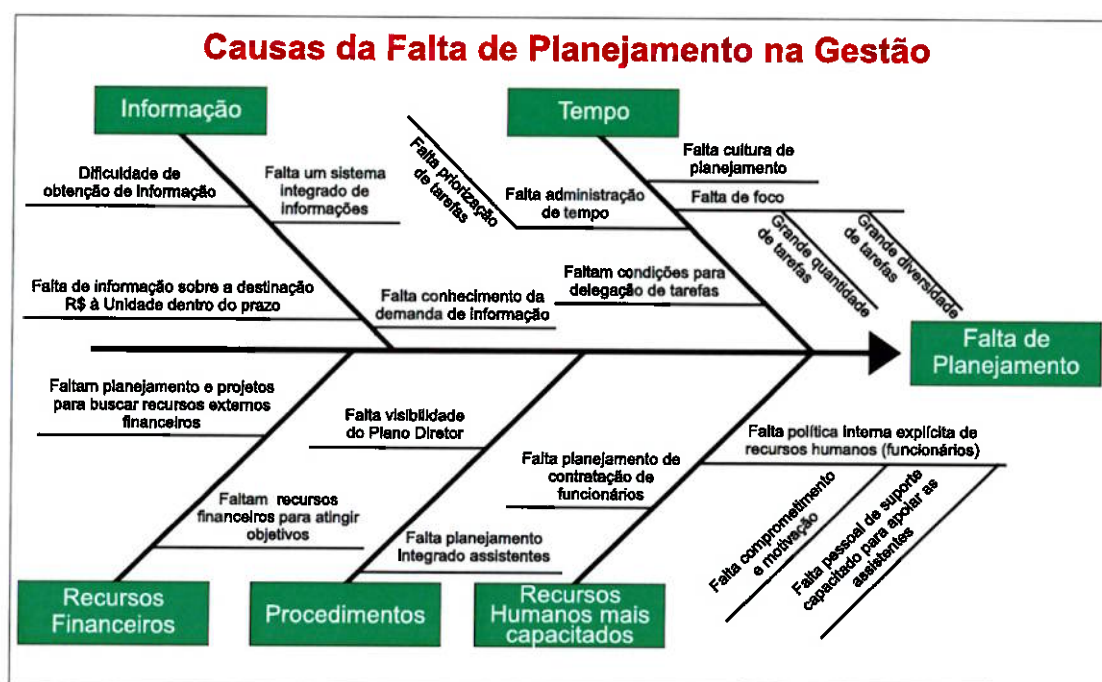 Causas da Falta de Planejamento na Gestão
Informação
Tempo
Dificuldade de
obtenção de informação
Falta um sistema
integrado de
informações
Falta priorização
de tarefas
Falta administração
de tempo
Falta cultura de
planejamento
Falta de foco
Grande quantidade
de tarefas
Grande diversidade
de tarefas
Falta de informação sobre a destinação
R$ à Unidade dentro do prazo
Falta conhecimento da
demanda de informação
Faltam condições para
delegação de tarefas
Falta de
Planejamento
Faltam planejamento e projetos
para buscar recursos externos
financeiros
Falta visibilidade
do Plano Diretor
Falta planejamento de
contratação de
funcionários
Falta política interna explícita de
recursos humanos (funcionários)
Faltam recursos
financeiros para atingir
objetivos
Falta planejamento
Integrado assistentes
Falta comprometimento
e motivação
Falta pessoal de suporte
capacitado para apoiar as
assistentes
Recursos
Financeiros
Procedimentos
Recursos
Humanos mais
capacitados